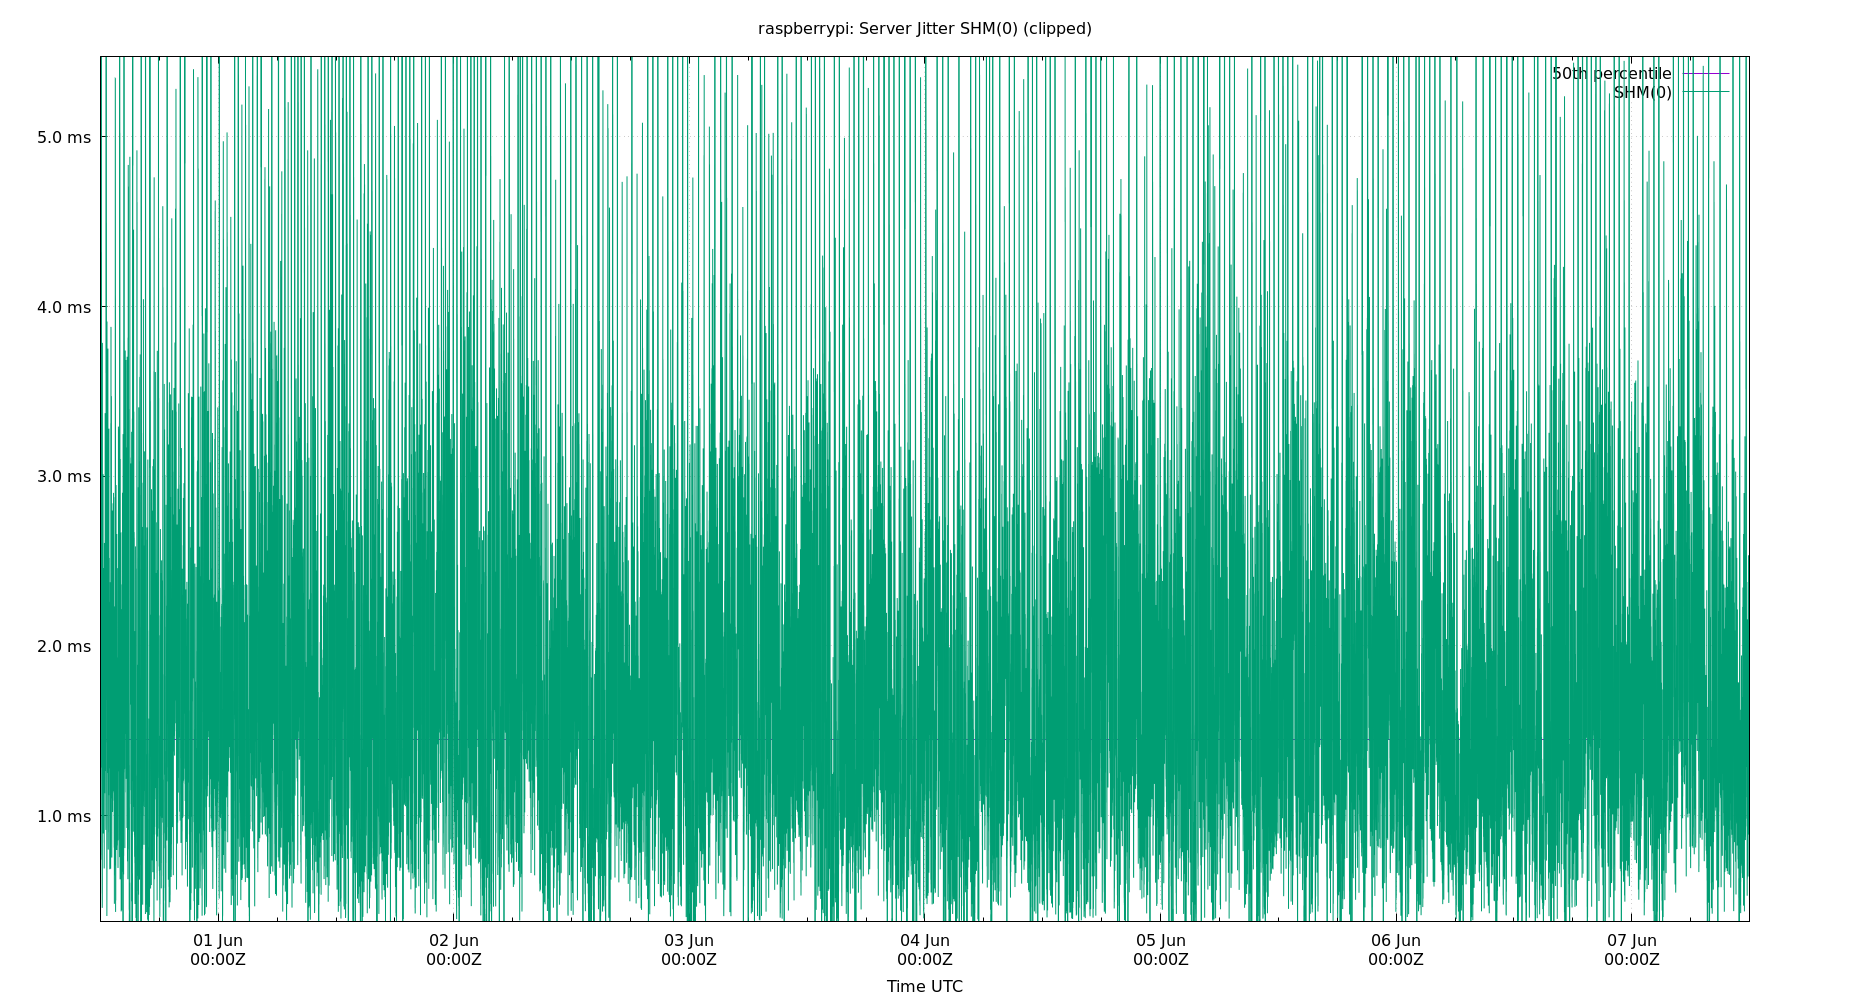 raspberrypi: Server Jitter SHM(0) (clipped)
50th percentile
SHM(0)
5.0 ms
4.0 ms
3.0 ms
2.0 ms
1.0 ms
01 Jun 02 Jun 03 Jun 04 Jun 05 Jun 06 Jun 07 Jun
00:00Z 00:00Z 00:00Z 00:00Z 00:00Z 00:00Z 00:00Z
Time UTC